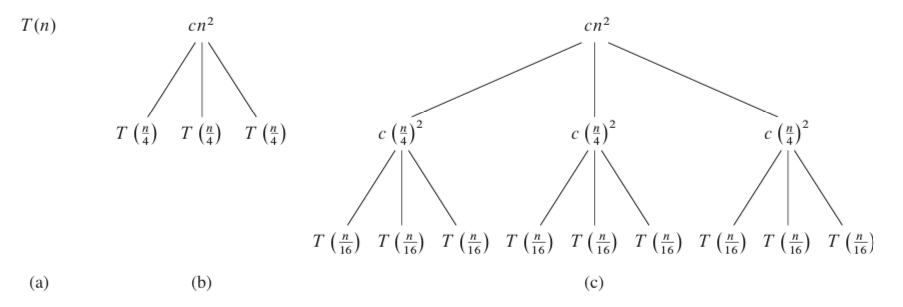 T(n) cn² cn²
T(n/4) T(n/4) T(n/4) c(n/4)² c(n/4)² c(n/4)²
T(n/16) T(n/16) T(n/16) T(n/16) T(n/16) T(n/16) T(n/16) T(n/16) T(n/16)
(a) (b) (c)